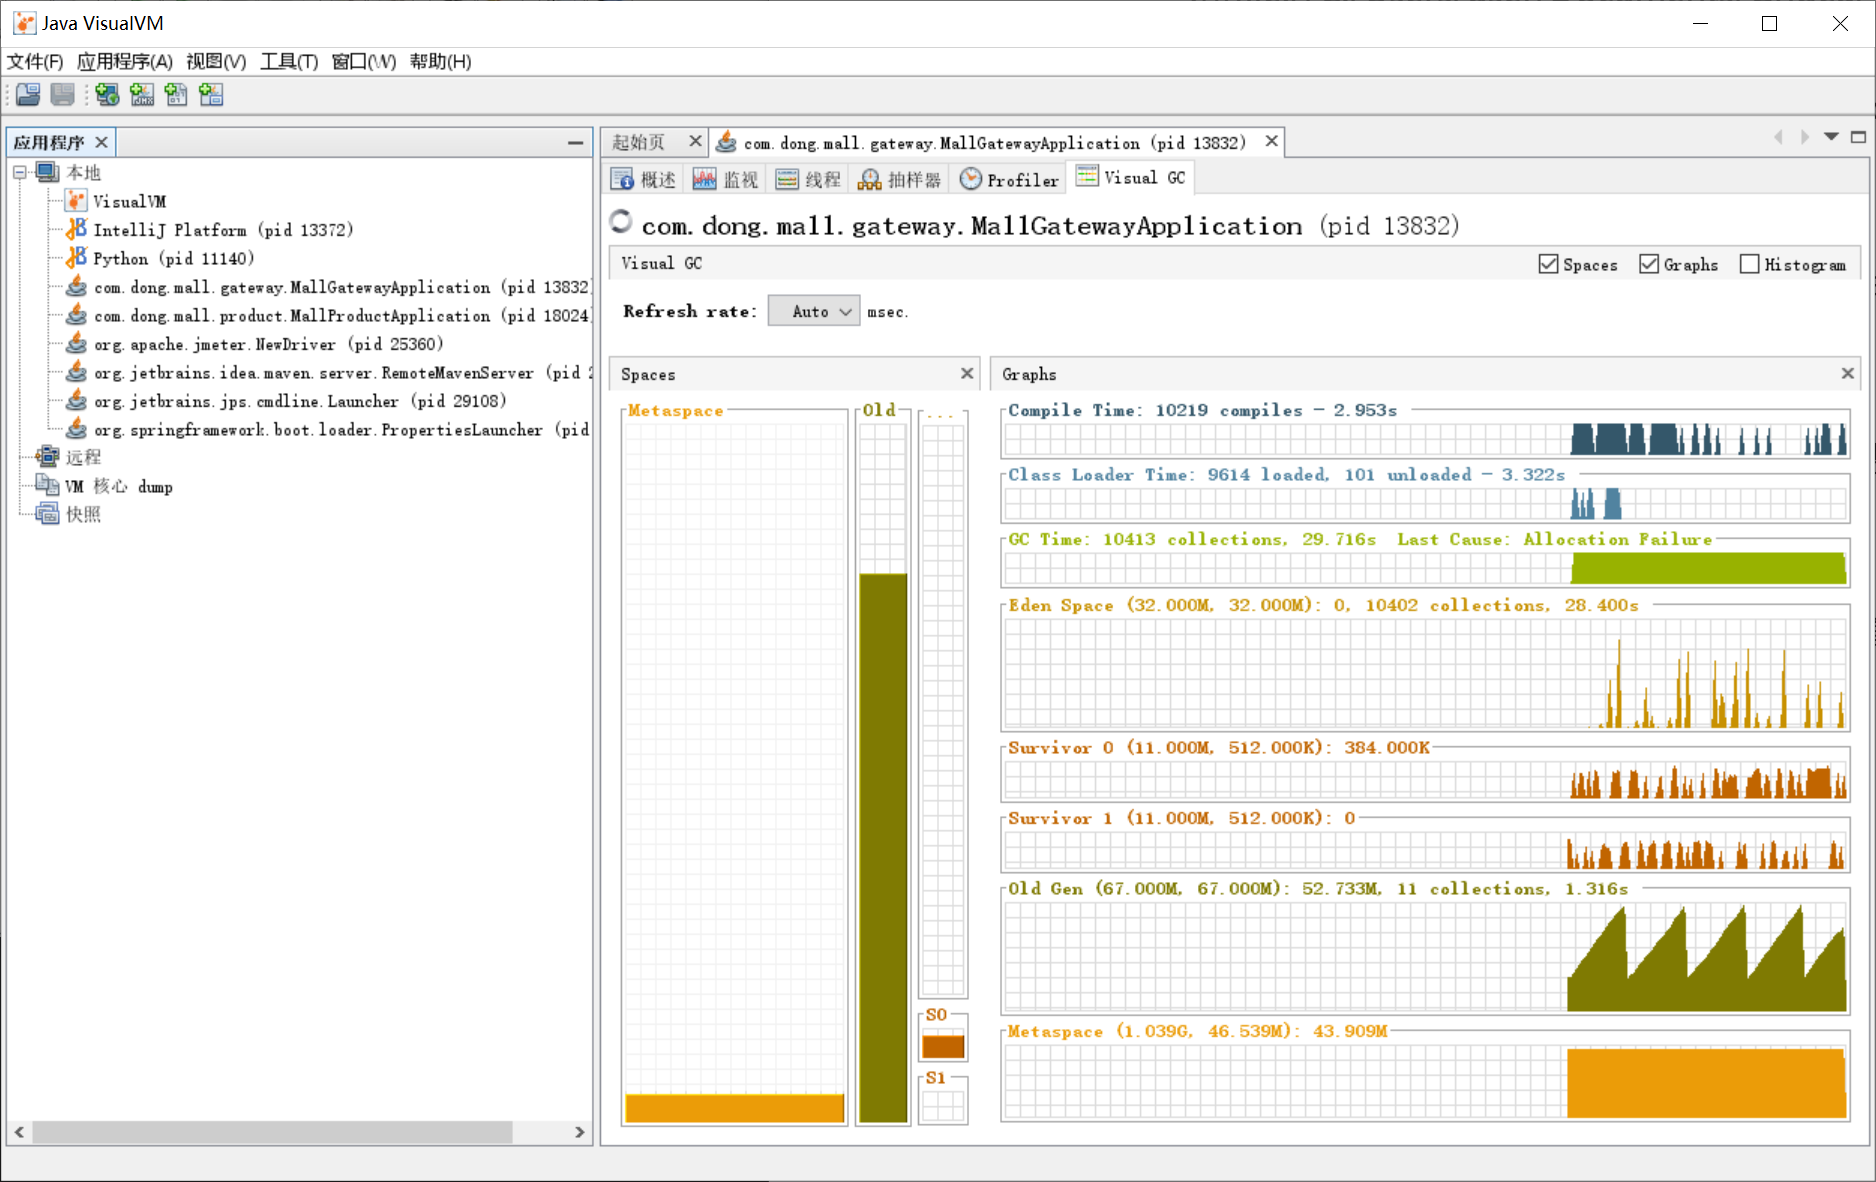 Java VisualVM
文件(F) 应用程序(A) 视图(V) 工具(T) 窗口(W) 帮助(H)
应用程序
本地
VisualVM
IntelliJ Platform (pid 13372)
Python (pid 11140)
com.dong.mall.gateway.MallGatewayApplication (pid 13832)
com.dong.mall.product.MallProductApplication (pid 18024)
org.apache.jmeter.NewDriver (pid 25360)
org.jetbrains.idea.maven.server.RemoteMavenServer (pid 2
org.jetbrains.jps.cmdline.Launcher (pid 29108)
org.springframework.boot.loader.PropertiesLauncher (pid
远程
VM 核心 dump
快照
起始页 com.dong.mall.gateway.MallGatewayApplication (pid 13832)
概述 监视 线程 抽样器 Profiler Visual GC
com.dong.mall.gateway.MallGatewayApplication (pid 13832)
Visual GC Spaces Graphs Histogram
Refresh rate: Auto msec.
Spaces
Metaspace Old ...
S0
S1
Graphs
Compile Time: 10219 compiles - 2.953s
Class Loader Time: 9614 loaded, 101 unloaded - 3.322s
GC Time: 10413 collections, 29.716s Last Cause: Allocation Failure
Eden Space (32.000M, 32.000M): 0, 10402 collections, 28.400s
Survivor 0 (11.000M, 512.000K): 384.000K
Survivor 1 (11.000M, 512.000K): 0
Old Gen (67.000M, 67.000M): 52.733M, 11 collections, 1.316s
Metaspace (1.039G, 46.539M): 43.909M